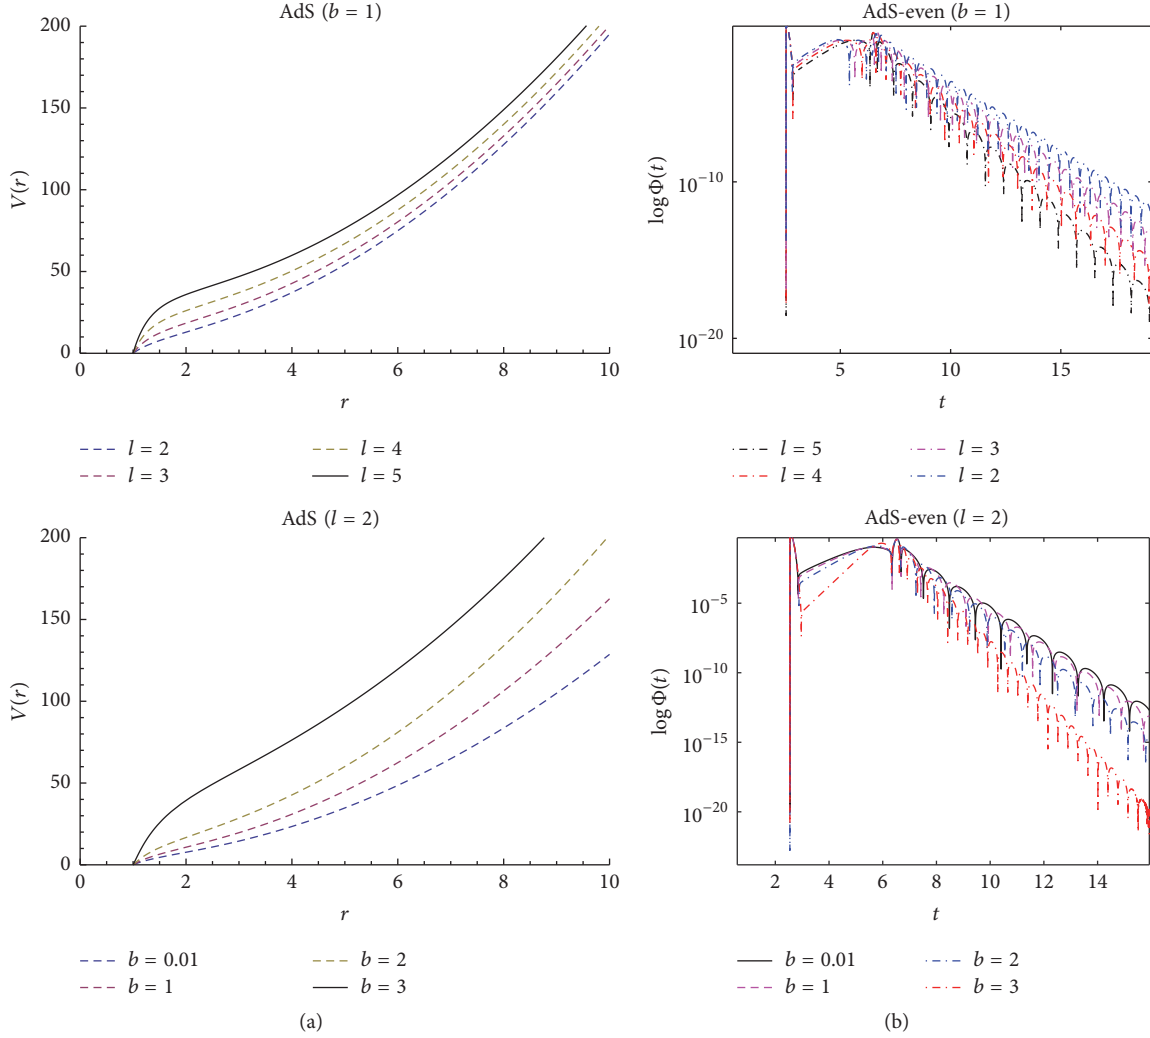 AdS (b = 1)
200
150
100
50
0
V(r)
0 2 4 6 8 10
r
l = 2 l = 4
l = 3 l = 5
AdS-even (b = 1)
10⁻¹⁰
10⁻²⁰
logΦ(t)
5 10 15
t
l = 5 l = 3
l = 4 l = 2
AdS (l = 2)
200
150
100
50
0
V(r)
0 2 4 6 8 10
r
b = 0.01 b = 2
b = 1 b = 3
(a)
AdS-even (l = 2)
10⁻⁵
10⁻¹⁰
10⁻¹⁵
10⁻²⁰
logΦ(t)
2 4 6 8 10 12 14
t
b = 0.01 b = 2
b = 1 b = 3
(b)